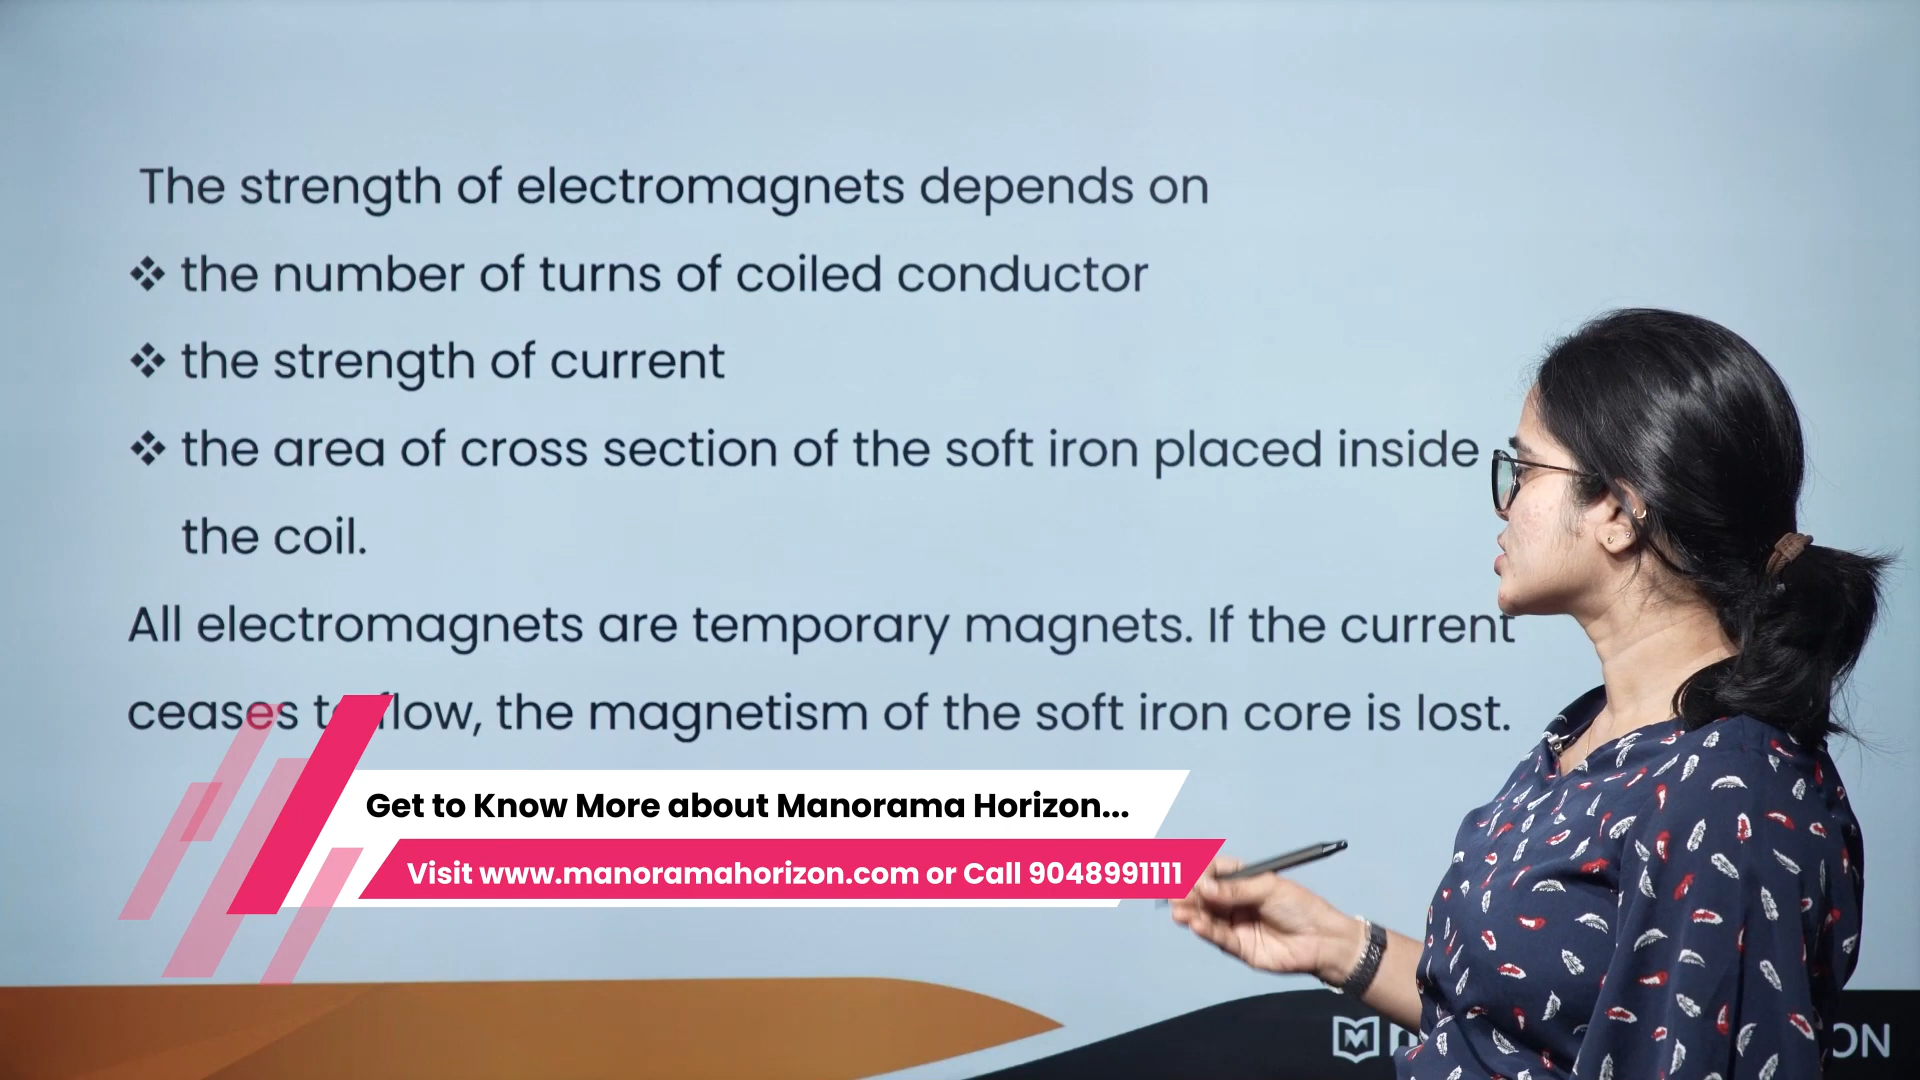 The strength of electromagnets depends on
❖ the number of turns of coiled conductor
❖ the strength of current
❖ the area of cross section of the soft iron placed inside
the coil.
All electromagnets are temporary magnets. If the current
ceases to flow, the magnetism of the soft iron core is lost.
Get to Know More about Manorama Horizon...
Visit www.manoramahorizon.com or Call 9048991111